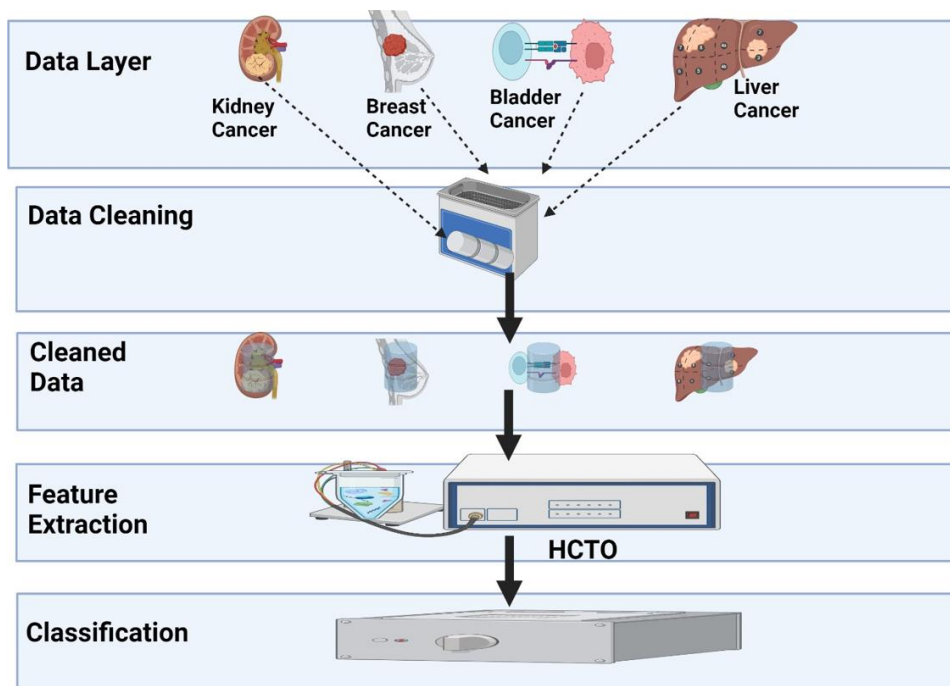 Data Layer
Kidney
Cancer
Breast
Cancer
Bladder
Cancer
Liver
Cancer
Data Cleaning
Cleaned
Data
Feature
Extraction
HCTO
Classification